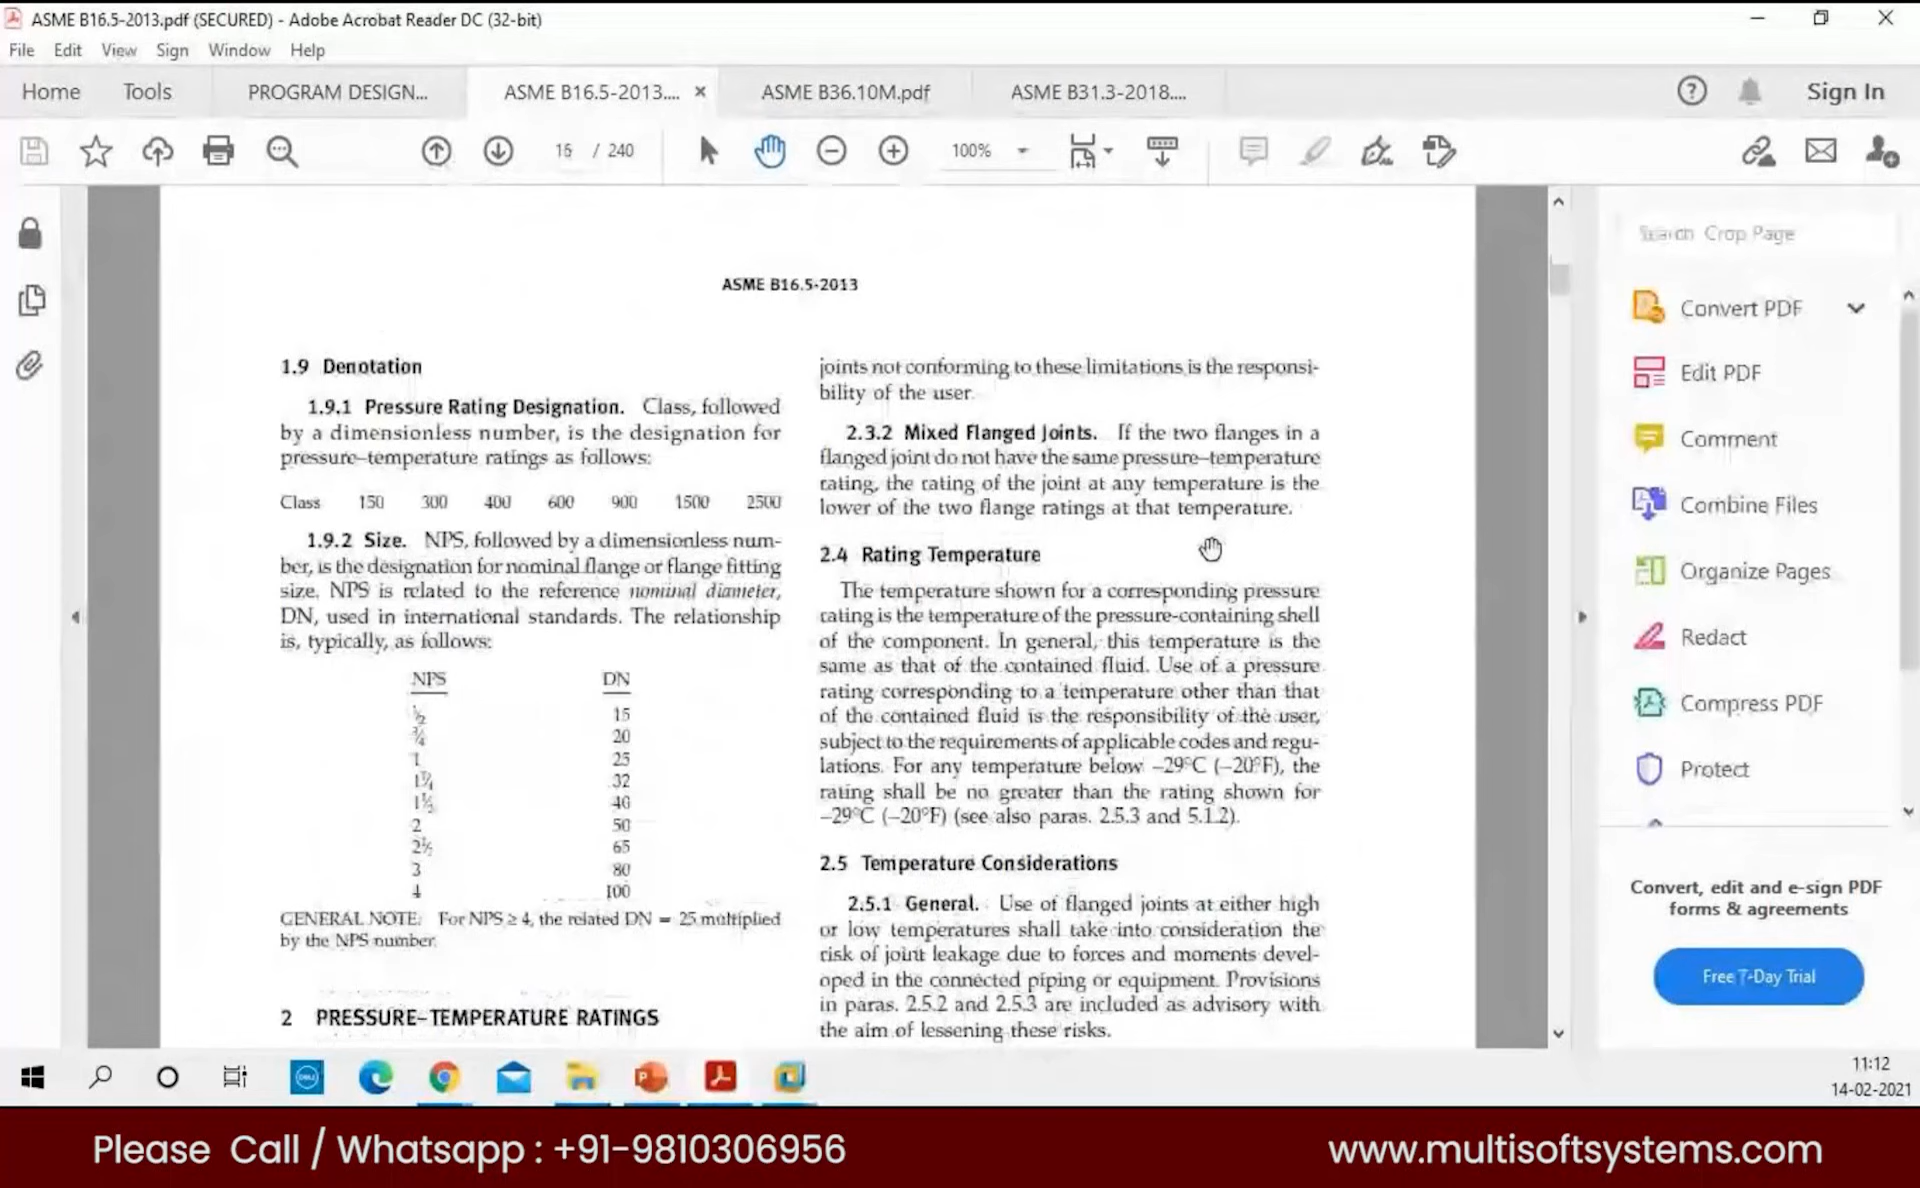 ASME B16.5-2013.pdf (SECURED) - Adobe Acrobat Reader DC (32-bit)
File Edit View Sign Window Help
Home Tools PROGRAM DESIGN... ASME B16.5-2013.... × ASME B36.10M.pdf ASME B31.3-2018.... Sign In
16 / 240 100%
Search Crop Page
Convert PDF
Edit PDF
Comment
Combine Files
Organize Pages
Redact
Compress PDF
Protect
Convert, edit and e-sign PDF
forms & agreements
Free 7-Day Trial
ASME B16.5-2013
1.9 Denotation
1.9.1 Pressure Rating Designation. Class, followed
by a dimensionless number, is the designation for
pressure–temperature ratings as follows:
Class 150 300 400 600 900 1500 2500
1.9.2 Size. NPS, followed by a dimensionless num-
ber, is the designation for nominal flange or flange fitting
size. NPS is related to the reference nominal diameter,
DN, used in international standards. The relationship
is, typically, as follows:
NPS DN
½ 15
¾ 20
1 25
1¼ 32
1½ 40
2 50
2½ 65
3 80
4 100
GENERAL NOTE: For NPS ≥ 4, the related DN = 25 multiplied
by the NPS number.
2 PRESSURE–TEMPERATURE RATINGS
joints not conforming to these limitations is the responsi-
bility of the user.
2.3.2 Mixed Flanged Joints. If the two flanges in a
flanged joint do not have the same pressure–temperature
rating, the rating of the joint at any temperature is the
lower of the two flange ratings at that temperature.
2.4 Rating Temperature
The temperature shown for a corresponding pressure
rating is the temperature of the pressure-containing shell
of the component. In general, this temperature is the
same as that of the contained fluid. Use of a pressure
rating corresponding to a temperature other than that
of the contained fluid is the responsibility of the user,
subject to the requirements of applicable codes and regu-
lations. For any temperature below –29°C (–20°F), the
rating shall be no greater than the rating shown for
–29°C (–20°F) (see also paras. 2.5.3 and 5.1.2).
2.5 Temperature Considerations
2.5.1 General. Use of flanged joints at either high
or low temperatures shall take into consideration the
risk of joint leakage due to forces and moments devel-
oped in the connected piping or equipment. Provisions
in paras. 2.5.2 and 2.5.3 are included as advisory with
the aim of lessening these risks.
DELL
11:12
14-02-2021
Please Call / Whatsapp : +91-9810306956 www.multisoftsystems.com